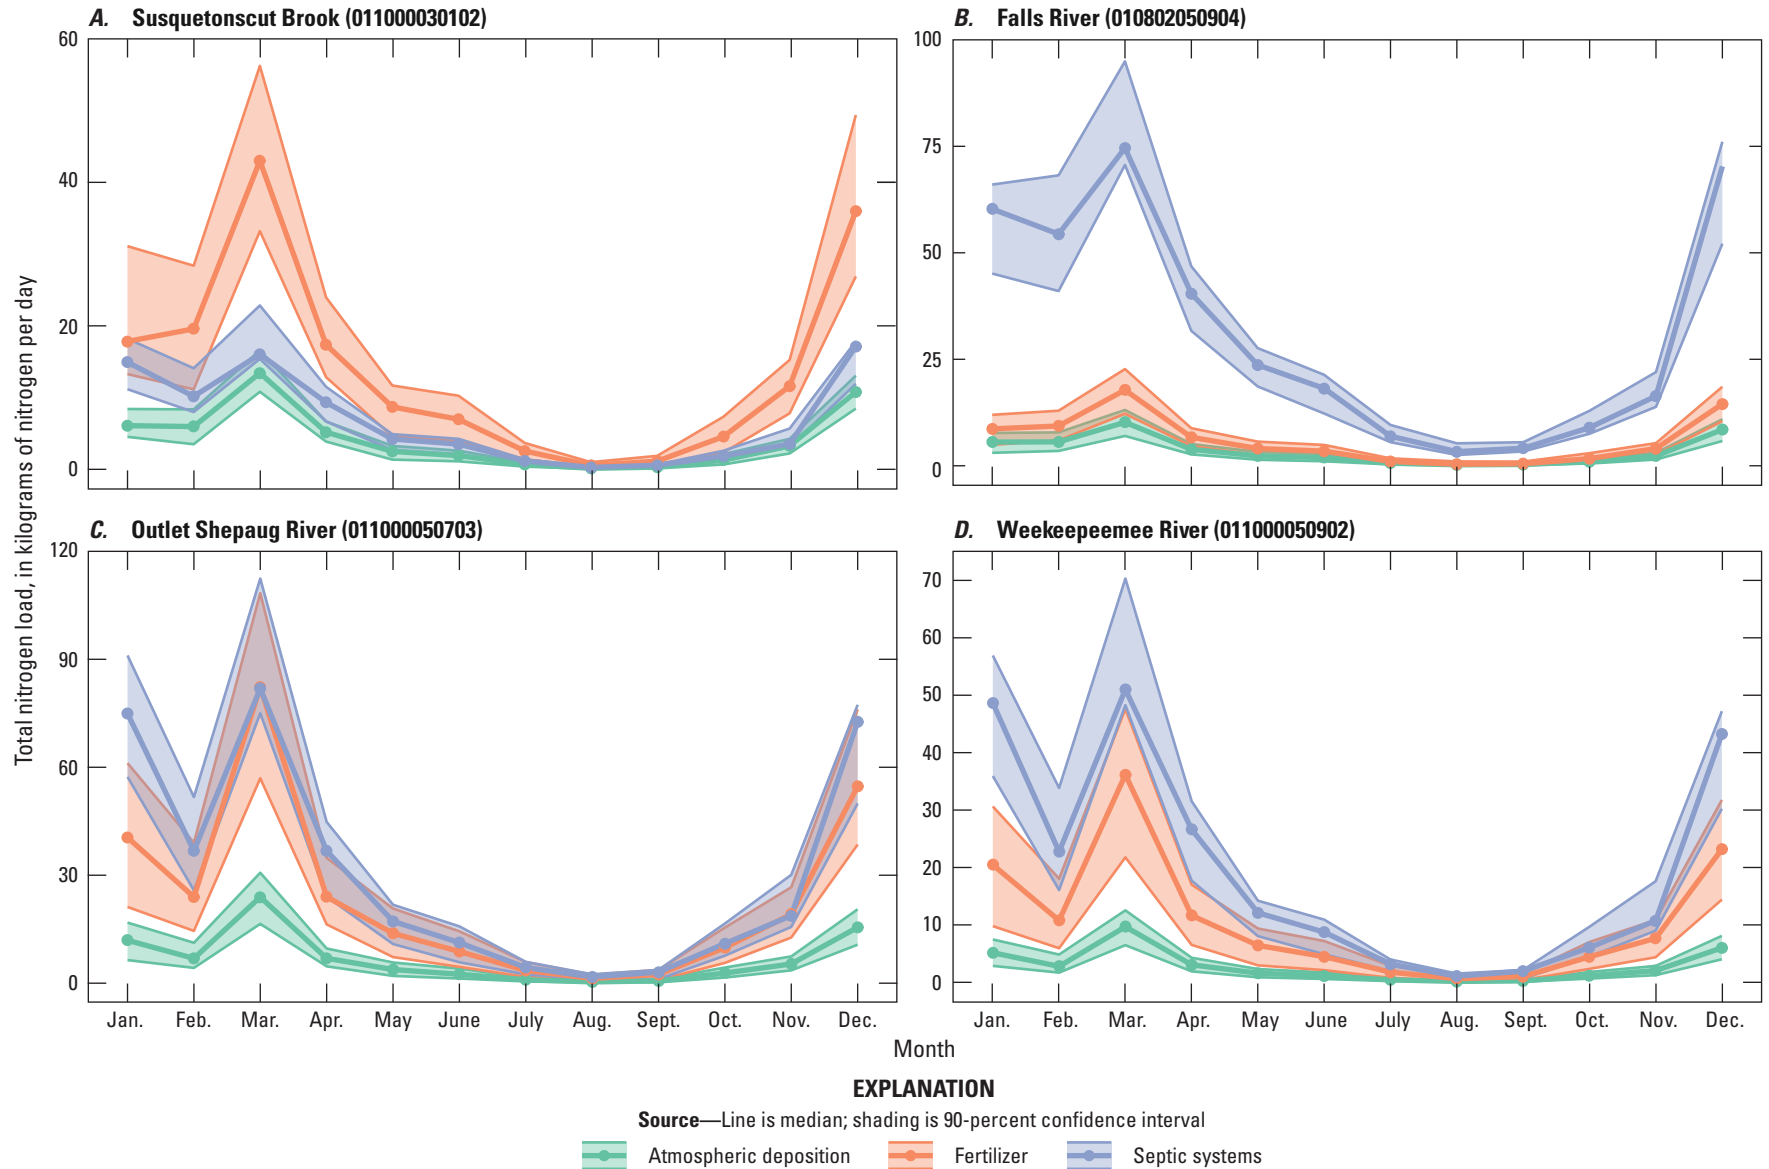 A. Susquetonscut Brook (011000030102)
B. Falls River (010802050904)
60
40
20
0
100
75
50
25
0
C. Outlet Shepaug River (011000050703)
D. Weekeepeemee River (011000050902)
120
90
60
30
0
70
60
50
40
30
20
10
0
Total nitrogen load, in kilograms of nitrogen per day
Jan. Feb. Mar. Apr. May June July Aug. Sept. Oct. Nov. Dec.
Jan. Feb. Mar. Apr. May June July Aug. Sept. Oct. Nov. Dec.
Month
EXPLANATION
Source—Line is median; shading is 90-percent confidence interval
Atmospheric deposition Fertilizer Septic systems